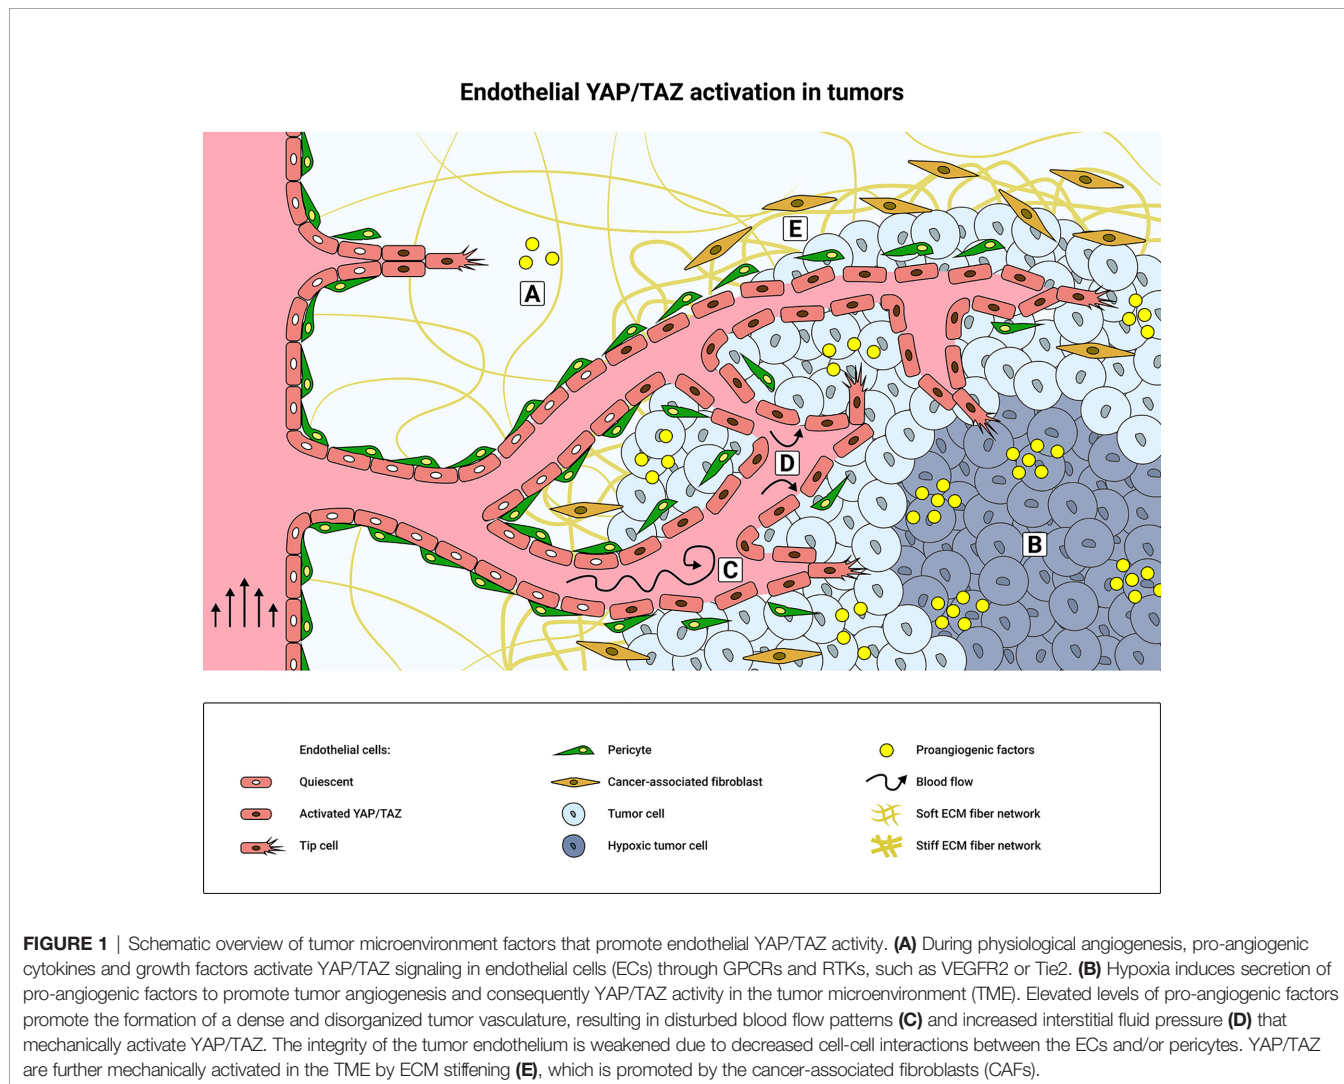 Endothelial YAP/TAZ activation in tumors
A
E
D
B
C
Endothelial cells:
Quiescent
Activated YAP/TAZ
Tip cell
Pericyte
Cancer-associated fibroblast
Tumor cell
Hypoxic tumor cell
Proangiogenic factors
Blood flow
Soft ECM fiber network
Stiff ECM fiber network
FIGURE 1 | Schematic overview of tumor microenvironment factors that promote endothelial YAP/TAZ activity. (A) During physiological angiogenesis, pro-angiogenic
cytokines and growth factors activate YAP/TAZ signaling in endothelial cells (ECs) through GPCRs and RTKs, such as VEGFR2 or Tie2. (B) Hypoxia induces secretion of
pro-angiogenic factors to promote tumor angiogenesis and consequently YAP/TAZ activity in the tumor microenvironment (TME). Elevated levels of pro-angiogenic factors
promote the formation of a dense and disorganized tumor vasculature, resulting in disturbed blood flow patterns (C) and increased interstitial fluid pressure (D) that
mechanically activate YAP/TAZ. The integrity of the tumor endothelium is weakened due to decreased cell-cell interactions between the ECs and/or pericytes. YAP/TAZ
are further mechanically activated in the TME by ECM stiffening (E), which is promoted by the cancer-associated fibroblasts (CAFs).